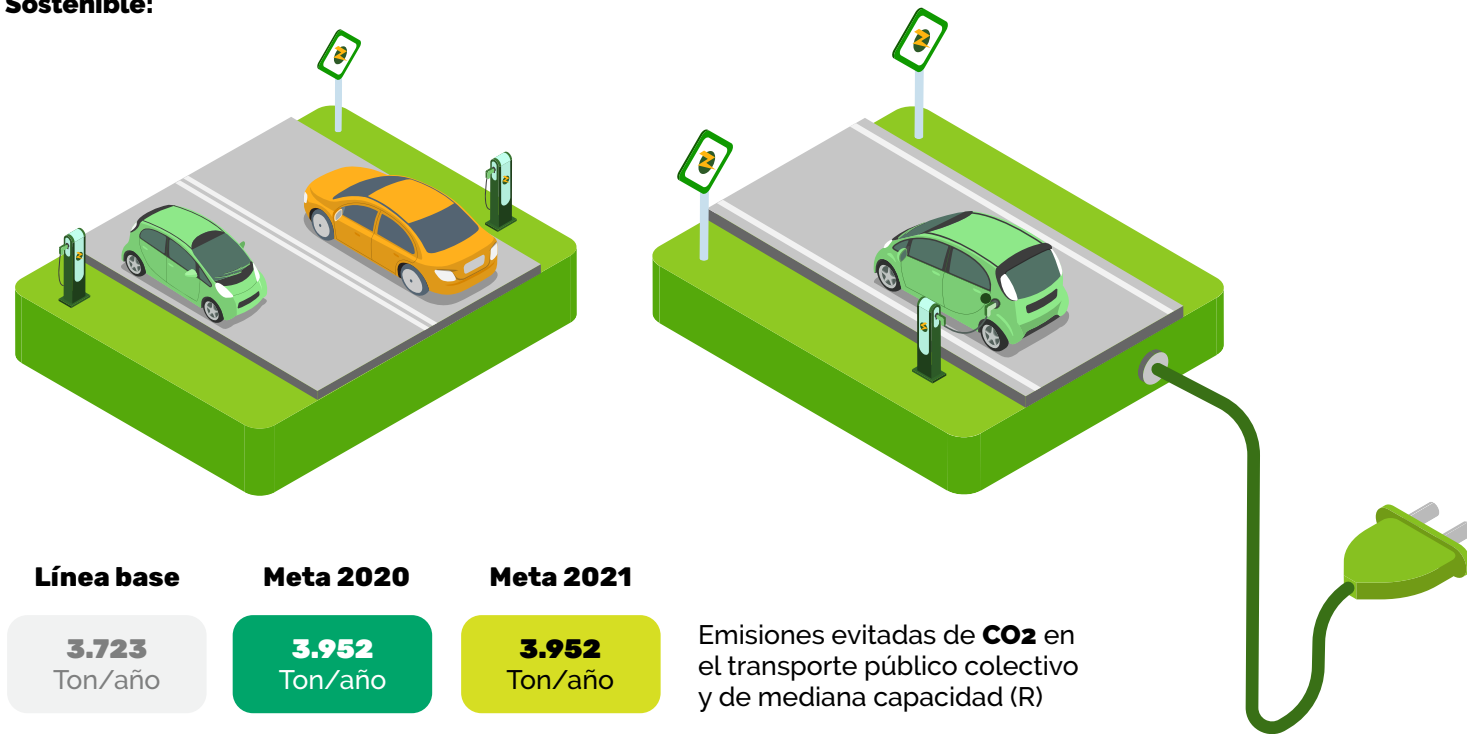 Sostenible:
Línea base
Meta 2020
Meta 2021
3.723
Ton/año
3.952
Ton/año
3.952
Ton/año
Emisiones evitadas de CO2 en
el transporte público colectivo
y de mediana capacidad (R)